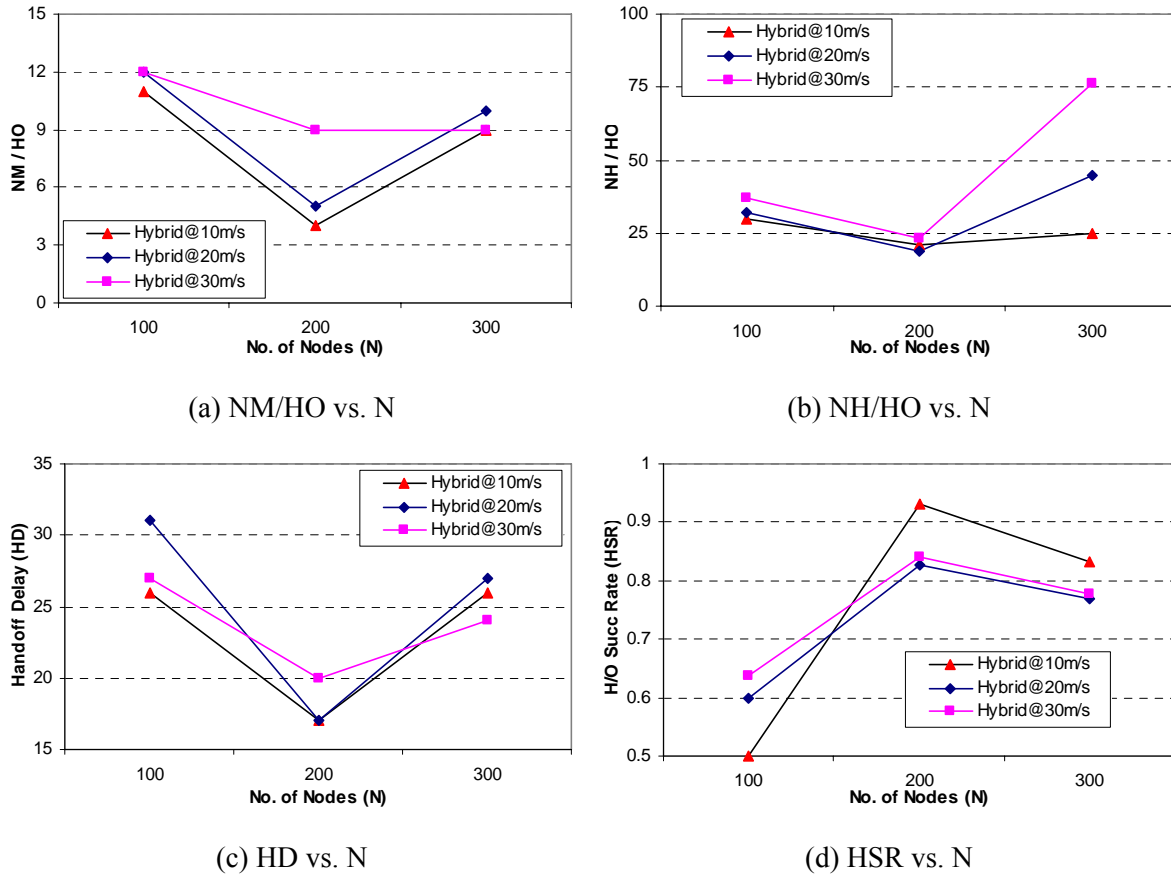 15
12
9
6
3
0
NM / HO
Hybrid@10m/s
Hybrid@20m/s
Hybrid@30m/s
100 200 300
No. of Nodes (N)
(a) NM/HO vs. N
100
75
50
25
0
NH / HO
Hybrid@10m/s
Hybrid@20m/s
Hybrid@30m/s
100 200 300
No. of Nodes (N)
(b) NH/HO vs. N
35
30
25
20
15
Handoff Delay (HD)
Hybrid@10m/s
Hybrid@20m/s
Hybrid@30m/s
100 200 300
No. of Nodes (N)
(c) HD vs. N
1
0.9
0.8
0.7
0.6
0.5
H/O Succ Rate (HSR)
Hybrid@10m/s
Hybrid@20m/s
Hybrid@30m/s
100 200 300
No. of Nodes (N)
(d) HSR vs. N